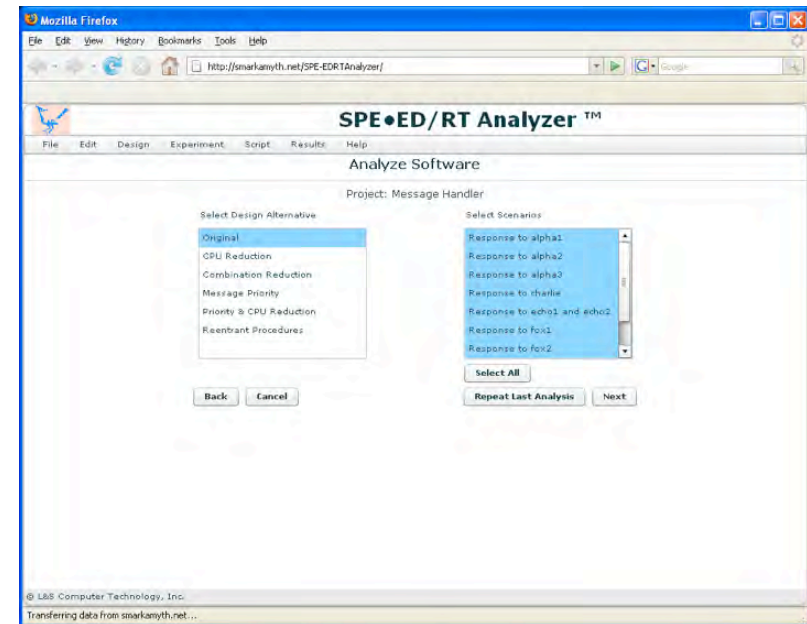 Mozilla Firefox
File Edit View History Bookmarks Tools Help
http://smarkamyth.net/SPE-EDRTAnalyzer/
G Google
SPE•ED/RT Analyzer ™
File Edit Design Experiment Script Results Help
Analyze Software
Project: Message Handler
Select Design Alternative
Original
CPU Reduction
Combination Reduction
Message Priority
Priority & CPU Reduction
Reentrant Procedures
Back Cancel
Select Scenarios
Response to alpha1
Response to alpha2
Response to alpha3
Response to charlie
Response to echo1 and echo2
Response to fox1
Response to fox2
Select All
Repeat Last Analysis Next
© L&S Computer Technology, Inc.
Transferring data from smarkamyth.net...